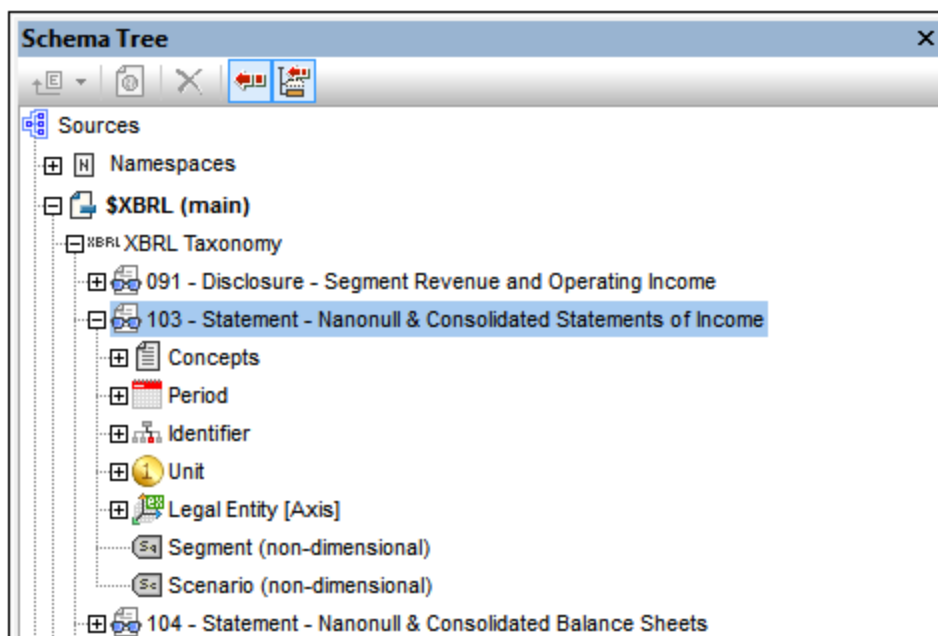 Schema Tree
Sources
Namespaces
$XBRL (main)
XBRL XBRL Taxonomy
091 - Disclosure - Segment Revenue and Operating Income
103 - Statement - Nanonull & Consolidated Statements of Income
Concepts
Period
Identifier
Unit
Legal Entity [Axis]
Segment (non-dimensional)
Scenario (non-dimensional)
104 - Statement - Nanonull & Consolidated Balance Sheets